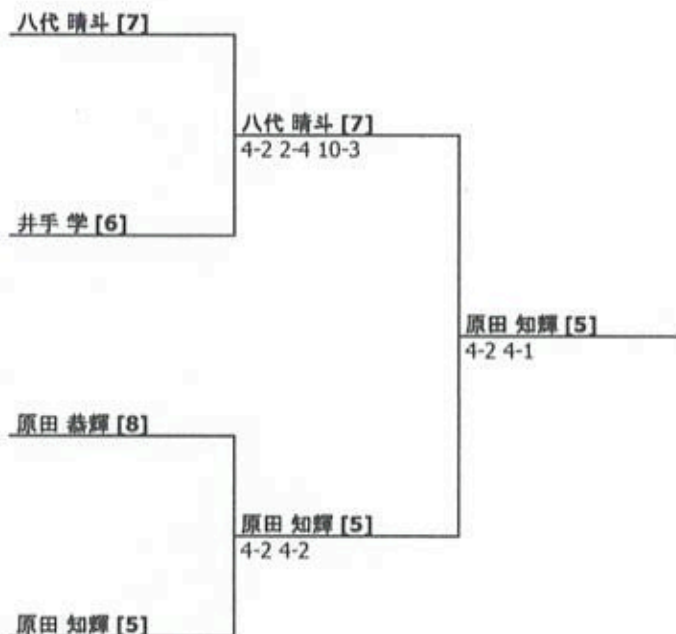 八代 晴斗 [7]
八代 晴斗 [7]
4-2 2-4 10-3
井手 学 [6]
原田 知輝 [5]
4-2 4-1
原田 恭輝 [8]
原田 知輝 [5]
4-2 4-2
原田 知輝 [5]